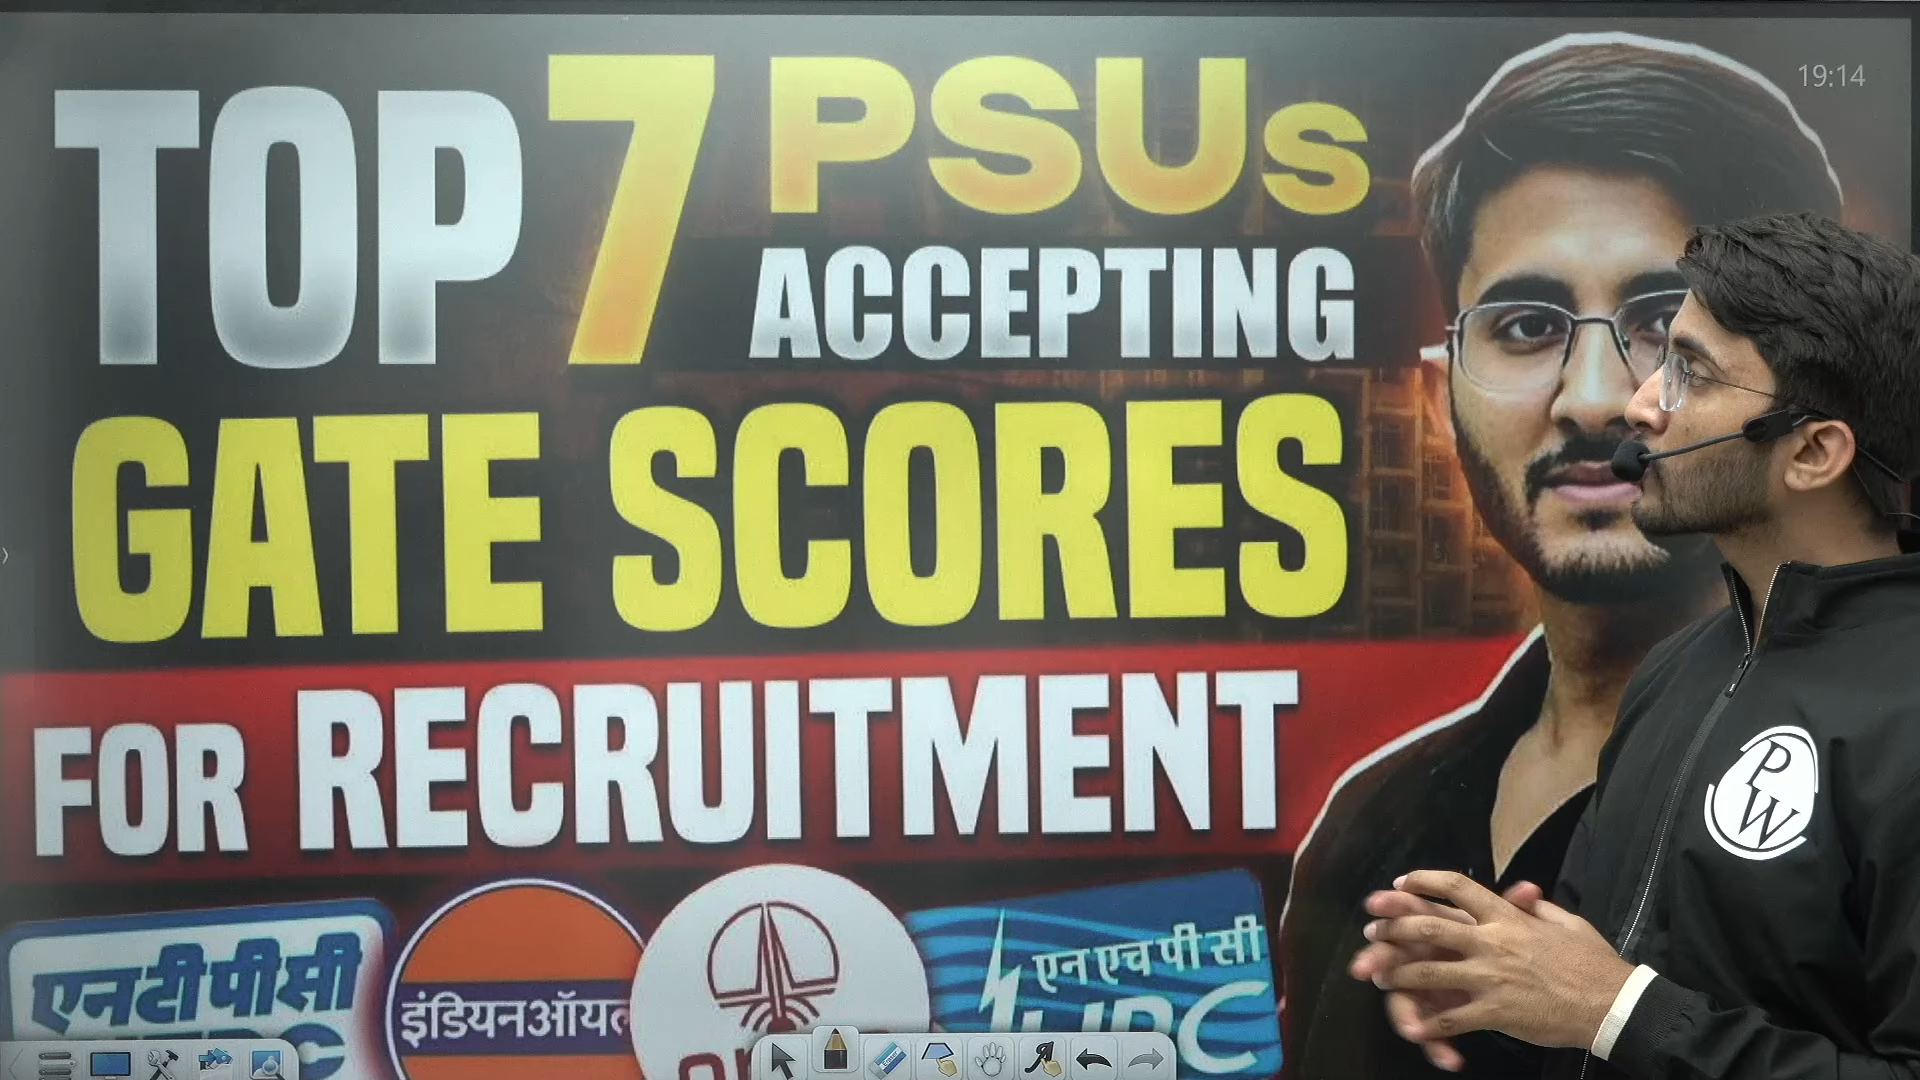 19:14
TOP 7 PSUs
ACCEPTING
GATE SCORES
FOR RECRUITMENT
PW
एनटीपीसी
इंडियनऑयल
एन एच पी सी